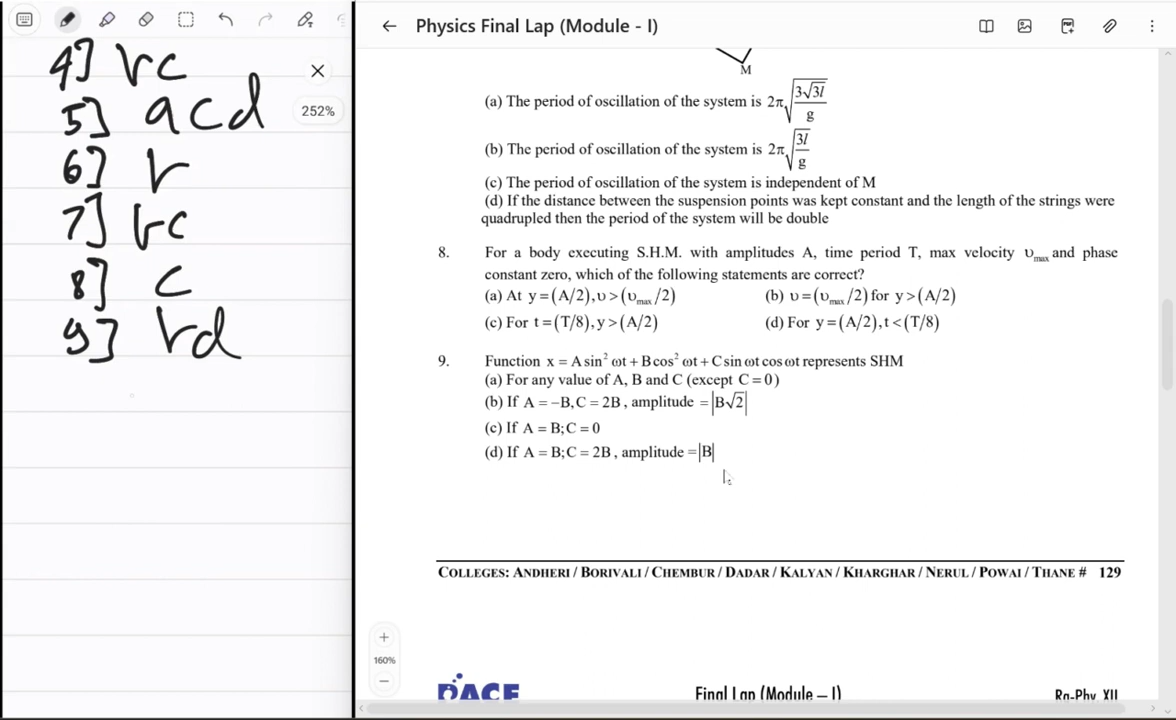 Physics Final Lap (Module - I)
4] bc
5] acd
6] b
7] bc
8] c
9] bd
252%
M
(a) The period of oscillation of the system is 2π√(3√3l/g)
(b) The period of oscillation of the system is 2π√(3l/g)
(c) The period of oscillation of the system is independent of M
(d) If the distance between the suspension points was kept constant and the length of the strings were
quadrupled then the period of the system will be double
8. For a body executing S.H.M. with amplitudes A, time period T, max velocity υmax and phase
constant zero, which of the following statements are correct?
(a) At y = (A/2), υ > (υmax/2) (b) υ = (υmax/2) for y > (A/2)
(c) For t = (T/8), y > (A/2) (d) For y = (A/2), t < (T/8)
9. Function x = A sin² ωt + B cos² ωt + C sin ωt cos ωt represents SHM
(a) For any value of A, B and C (except C = 0)
(b) If A = −B, C = 2B, amplitude = |B√2|
(c) If A = B; C = 0
(d) If A = B; C = 2B, amplitude = |B|
COLLEGES: ANDHERI / BORIVALI / CHEMBUR / DADAR / KALYAN / KHARGHAR / NERUL / POWAI / THANE # 129
160%
PACE Final Lap (Module – I) Rg-Phy XII